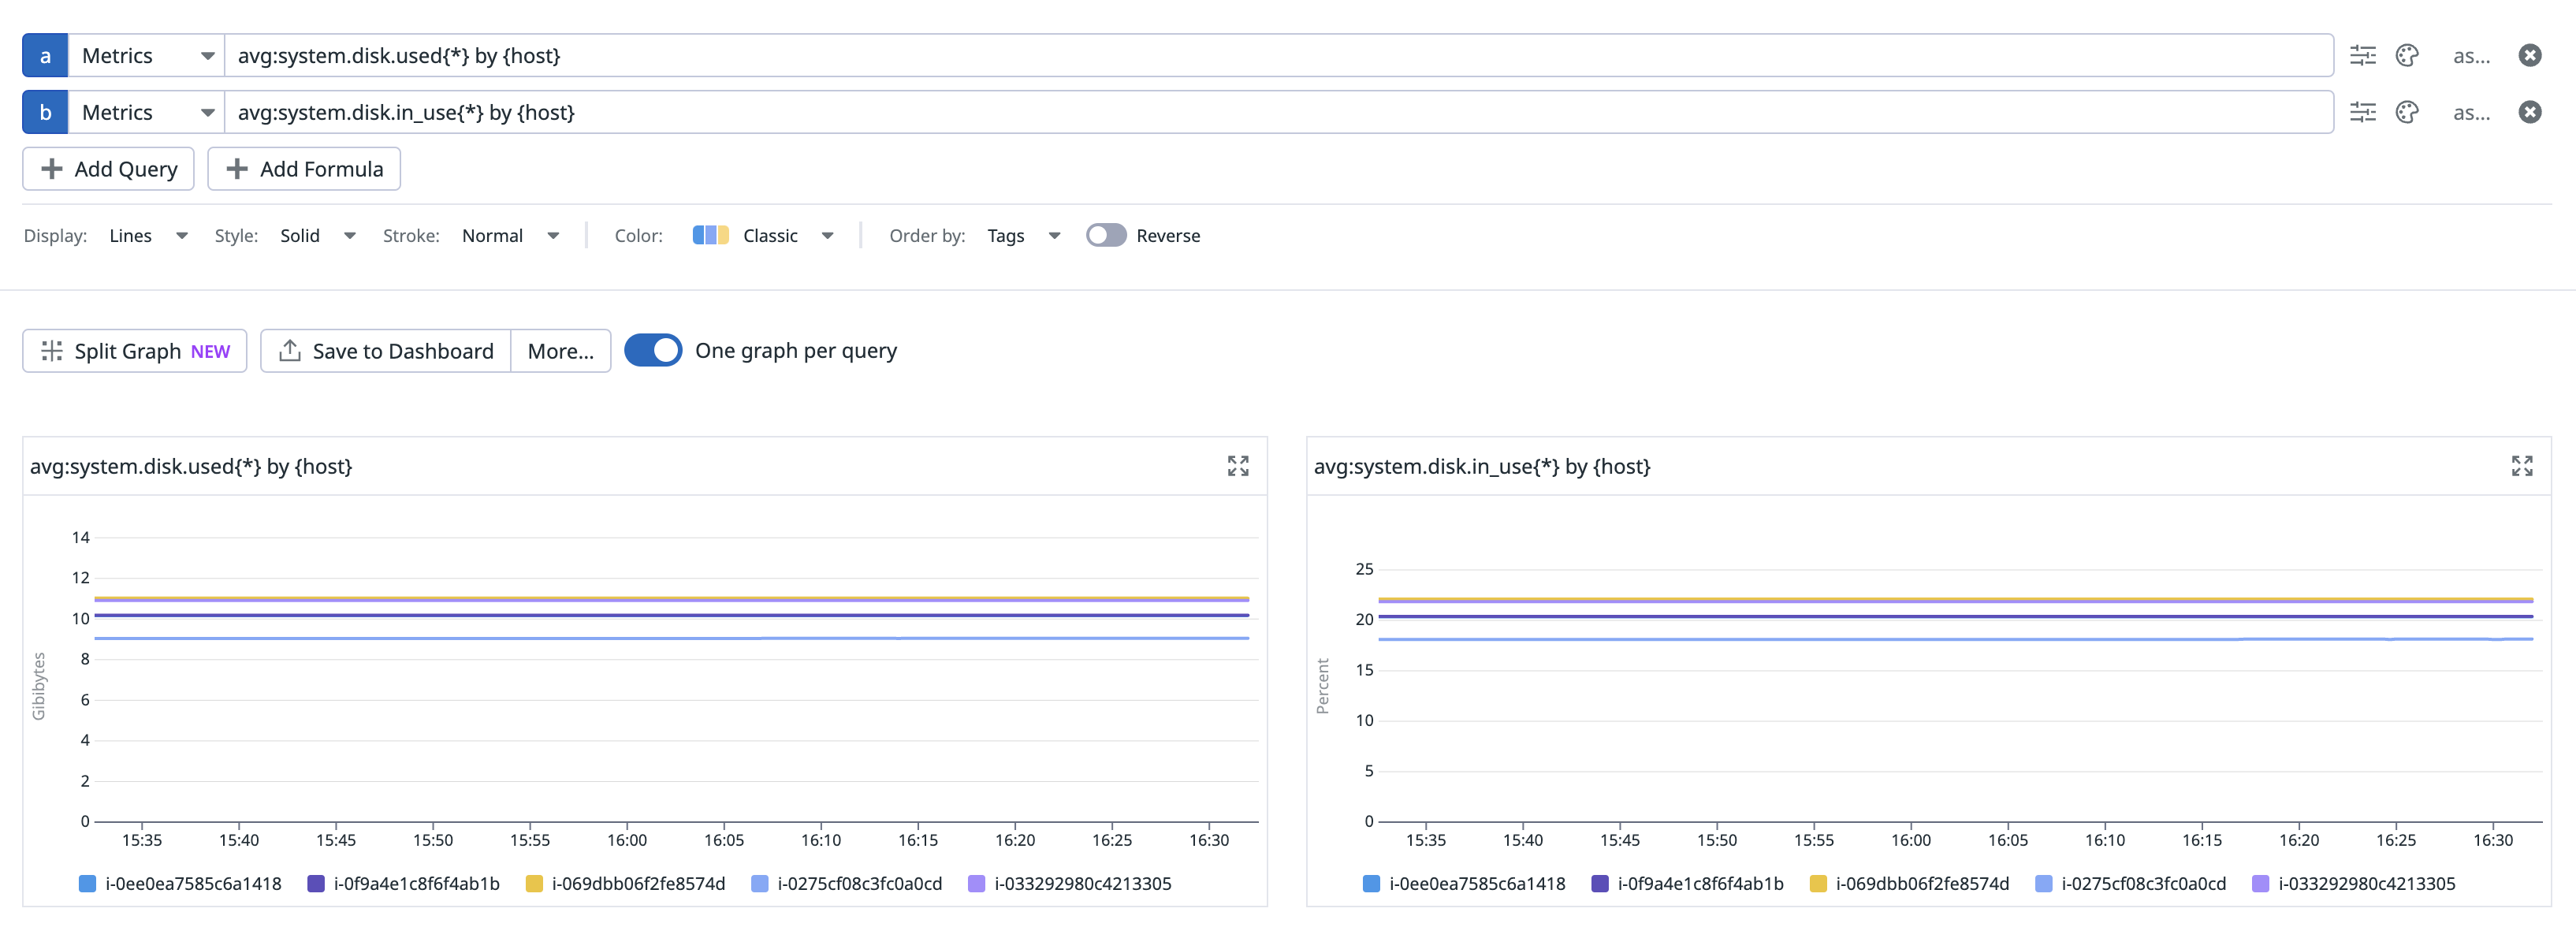 a Metrics avg:system.disk.used{*} by {host} as...
b Metrics avg:system.disk.in_use{*} by {host} as...
Add Query Add Formula
Display: Lines Style: Solid Stroke: Normal Color: Classic Order by: Tags Reverse
Split Graph NEW Save to Dashboard More... One graph per query
avg:system.disk.used{*} by {host}
Gibibytes
14
12
10
8
6
4
2
0
15:35 15:40 15:45 15:50 15:55 16:00 16:05 16:10 16:15 16:20 16:25 16:30
i-0ee0ea7585c6a1418 i-0f9a4e1c8f6f4ab1b i-069dbb06f2fe8574d i-0275cf08c3fc0a0cd i-033292980c4213305
avg:system.disk.in_use{*} by {host}
Percent
25
20
15
10
5
0
15:35 15:40 15:45 15:50 15:55 16:00 16:05 16:10 16:15 16:20 16:25 16:30
i-0ee0ea7585c6a1418 i-0f9a4e1c8f6f4ab1b i-069dbb06f2fe8574d i-0275cf08c3fc0a0cd i-033292980c4213305